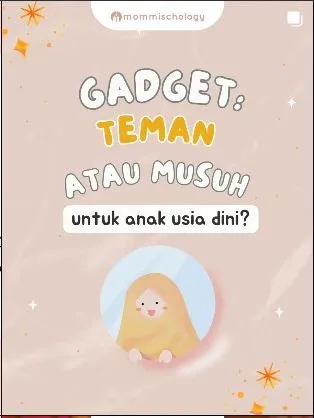 mommischology
GADGET:
TEMAN
ATAU MUSUH
untuk anak usia dini?